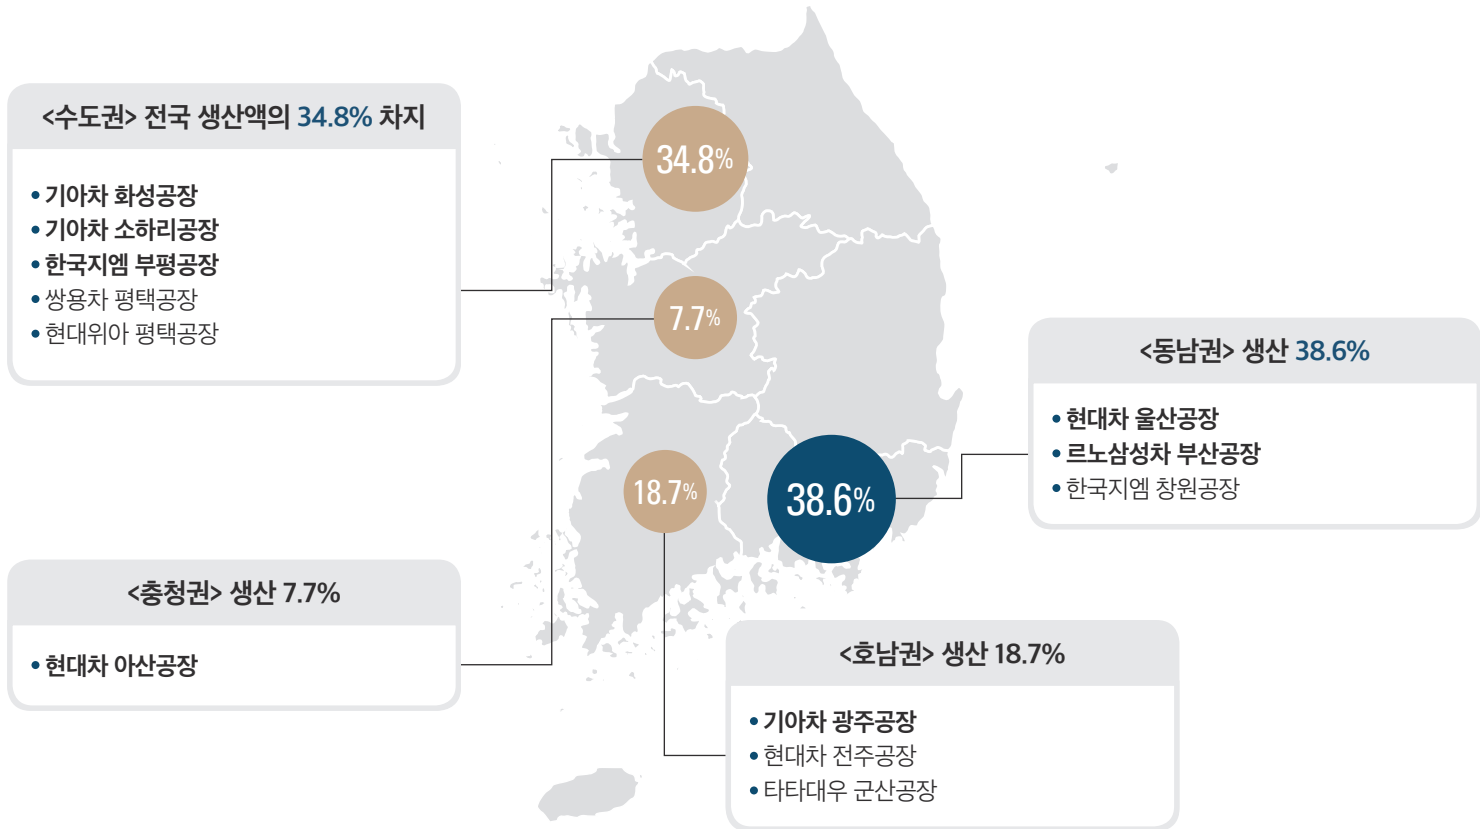 <수도권> 전국 생산액의 34.8% 차지
• 기아차 화성공장
• 기아차 소하리공장
• 한국지엠 부평공장
• 쌍용차 평택공장
• 현대위아 평택공장
34.8%
7.7%
18.7%
38.6%
<동남권> 생산 38.6%
• 현대차 울산공장
• 르노삼성차 부산공장
• 한국지엠 창원공장
<충청권> 생산 7.7%
• 현대차 아산공장
<호남권> 생산 18.7%
• 기아차 광주공장
• 현대차 전주공장
• 타타대우 군산공장